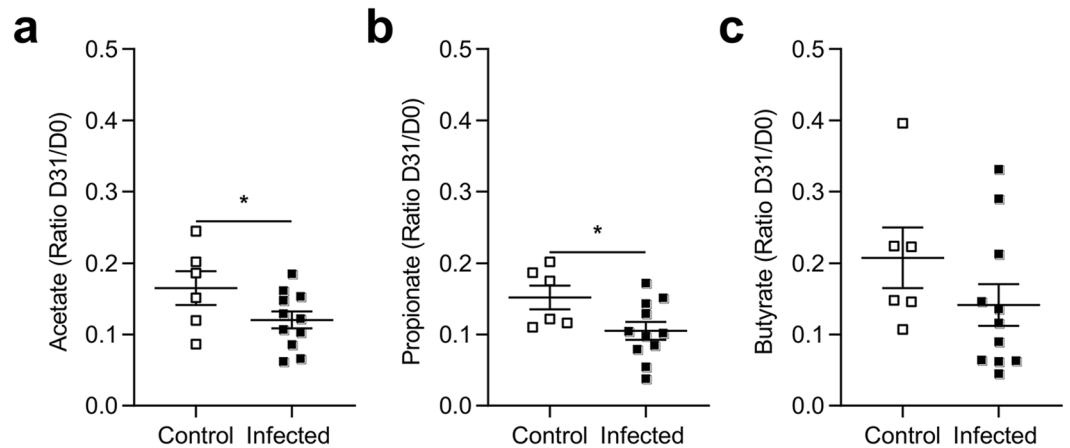 a
Acetate (Ratio D31/D0)
0.5
0.4
0.3
0.2
0.1
0.0
*
Control Infected
b
Propionate (Ratio D31/D0)
0.5
0.4
0.3
0.2
0.1
0.0
*
Control Infected
c
Butyrate (Ratio D31/D0)
0.5
0.4
0.3
0.2
0.1
0.0
Control Infected